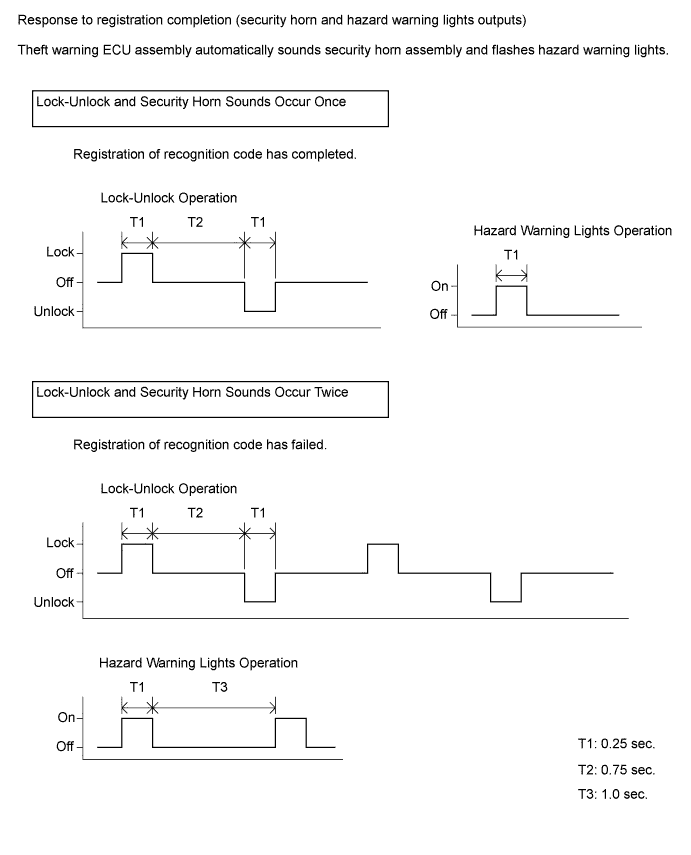 Response to registration completion (security horn and hazard warning lights outputs)
Theft warning ECU assembly automatically sounds security horn assembly and flashes hazard warning lights.
Lock-Unlock and Security Horn Sounds Occur Once
Registration of recognition code has completed.
Lock-Unlock Operation
T1 T2 T1
Lock
Off
Unlock
Hazard Warning Lights Operation
T1
On
Off
Lock-Unlock and Security Horn Sounds Occur Twice
Registration of recognition code has failed.
Lock-Unlock Operation
T1 T2 T1
Lock
Off
Unlock
Hazard Warning Lights Operation
T1 T3
On
Off
T1: 0.25 sec.
T2: 0.75 sec.
T3: 1.0 sec.